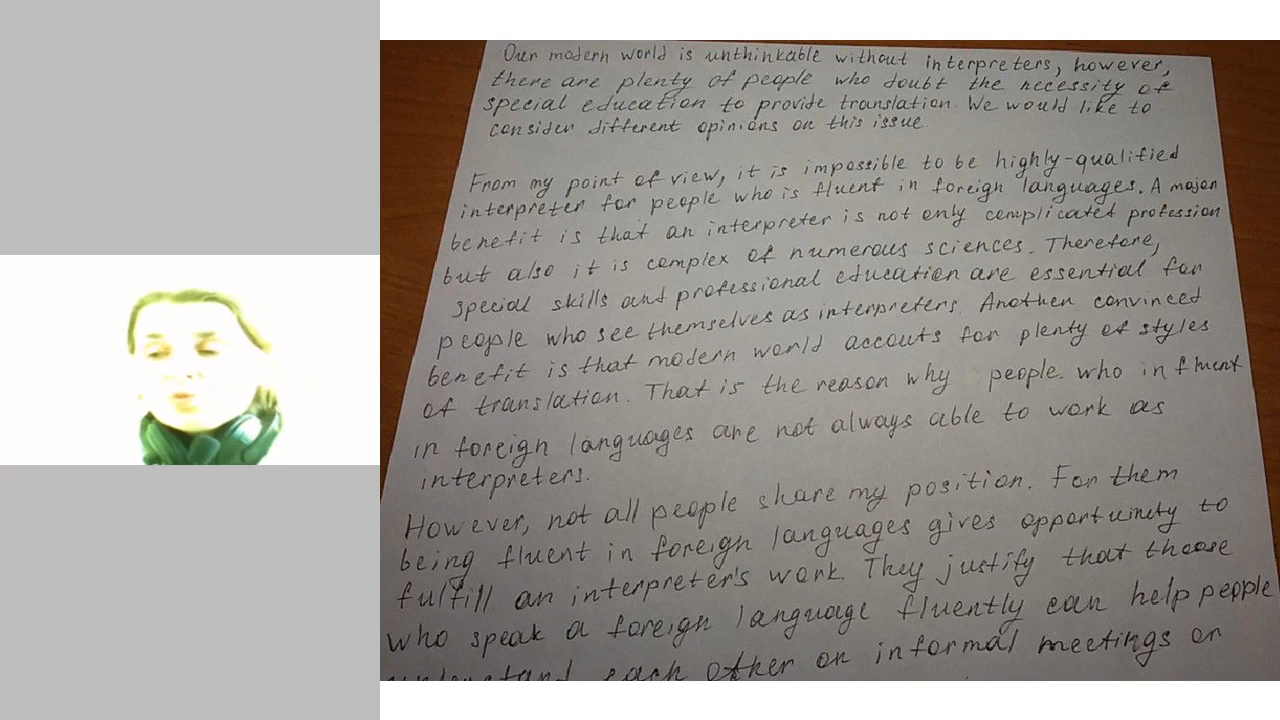 Our modern world is unthinkable without interpreters, however,
there are plenty of people who doubt the necessity of
special education to provide translation. We would like to
consider different opinions on this issue.
From my point of view, it is impossible to be highly-qualified
interpreter for people who is fluent in foreign languages. A major
benefit is that an interpreter is not only complicated profession
but also it is complex of numerous sciences. Therefore,
special skills and professional education are essential for
people who see themselves as interpreters. Another convinced
benefit is that modern world accouts for plenty of styles
of translation. That is the reason why people who in fluent
in foreign languages are not always able to work as
interpreters.
However, not all people share my position. For them
being fluent in foreign languages gives opportuinety to
fulfill an interpreter's work. They justify that thoose
who speak a foreign language fluently can help people
understand each other on informal meetings or